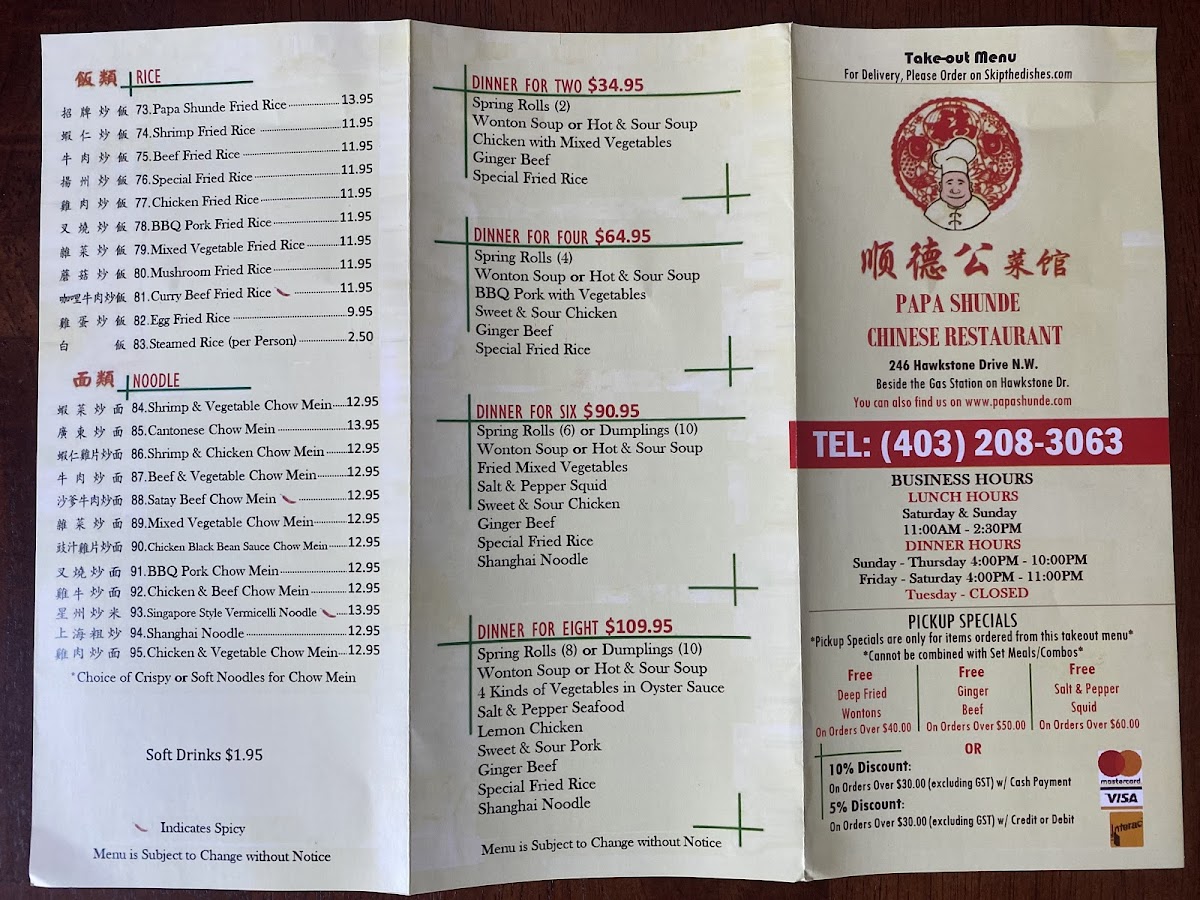 飯類 RICE
招牌炒飯 73.Papa Shunde Fried Rice 13.95
蝦仁炒飯 74.Shrimp Fried Rice 11.95
牛肉炒飯 75.Beef Fried Rice 11.95
揚州炒飯 76.Special Fried Rice 11.95
雞肉炒飯 77.Chicken Fried Rice 11.95
叉燒炒飯 78.BBQ Pork Fried Rice 11.95
雜菜炒飯 79.Mixed Vegetable Fried Rice 11.95
蘑菇炒飯 80.Mushroom Fried Rice 11.95
咖哩牛肉炒飯 81.Curry Beef Fried Rice 11.95
雞蛋炒飯 82.Egg Fried Rice 9.95
白飯 83.Steamed Rice (per Person) 2.50
面類 NOODLE
蝦菜炒面 84.Shrimp & Vegetable Chow Mein 12.95
廣東炒面 85.Cantonese Chow Mein 13.95
蝦仁雞片炒面 86.Shrimp & Chicken Chow Mein 12.95
牛肉炒面 87.Beef & Vegetable Chow Mein 12.95
沙爹牛肉炒面 88.Satay Beef Chow Mein 12.95
雜菜炒面 89.Mixed Vegetable Chow Mein 12.95
豉汁雞片炒面 90.Chicken Black Bean Sauce Chow Mein 12.95
叉燒炒面 91.BBQ Pork Chow Mein 12.95
雞牛炒面 92.Chicken & Beef Chow Mein 12.95
星州炒米 93.Singapore Style Vermicelli Noodle 13.95
上海粗炒 94.Shanghai Noodle 12.95
雞肉炒面 95.Chicken & Vegetable Chow Mein 12.95
*Choice of Crispy or Soft Noodles for Chow Mein
Soft Drinks $1.95
Indicates Spicy
Menu is Subject to Change without Notice
DINNER FOR TWO $34.95
Spring Rolls (2)
Wonton Soup or Hot & Sour Soup
Chicken with Mixed Vegetables
Ginger Beef
Special Fried Rice
DINNER FOR FOUR $64.95
Spring Rolls (4)
Wonton Soup or Hot & Sour Soup
BBQ Pork with Vegetables
Sweet & Sour Chicken
Ginger Beef
Special Fried Rice
DINNER FOR SIX $90.95
Spring Rolls (6) or Dumplings (10)
Wonton Soup or Hot & Sour Soup
Fried Mixed Vegetables
Salt & Pepper Squid
Sweet & Sour Chicken
Ginger Beef
Special Fried Rice
Shanghai Noodle
DINNER FOR EIGHT $109.95
Spring Rolls (8) or Dumplings (10)
Wonton Soup or Hot & Sour Soup
4 Kinds of Vegetables in Oyster Sauce
Salt & Pepper Seafood
Lemon Chicken
Sweet & Sour Pork
Ginger Beef
Special Fried Rice
Shanghai Noodle
Menu is Subject to Change without Notice
Take-out Menu
For Delivery, Please Order on Skipthedishes.com
顺德公菜馆
PAPA SHUNDE
CHINESE RESTAURANT
246 Hawkstone Drive N.W.
Beside the Gas Station on Hawkstone Dr.
You can also find us on www.papashunde.com
TEL: (403) 208-3063
BUSINESS HOURS
LUNCH HOURS
Saturday & Sunday
11:00AM - 2:30PM
DINNER HOURS
Sunday - Thursday 4:00PM - 10:00PM
Friday - Saturday 4:00PM - 11:00PM
Tuesday - CLOSED
PICKUP SPECIALS
*Pickup Specials are only for items ordered from this takeout menu*
*Cannot be combined with Set Meals/Combos*
Free
Deep Fried
Wontons
On Orders Over $40.00
Free
Ginger
Beef
On Orders Over $50.00
Free
Salt & Pepper
Squid
On Orders Over $60.00
OR
10% Discount:
On Orders Over $30.00 (excluding GST) w/ Cash Payment
5% Discount:
On Orders Over $30.00 (excluding GST) w/ Credit or Debit
mastercard
VISA
Interac